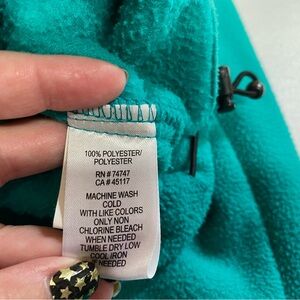 100% POLYESTER/
POLYESTER
RN # 74747
CA # 45117
MACHINE WASH
COLD
WITH LIKE COLORS
ONLY NON
CHLORINE BLEACH
WHEN NEEDED
TUMBLE DRY LOW
COOL IRON
NEEDED